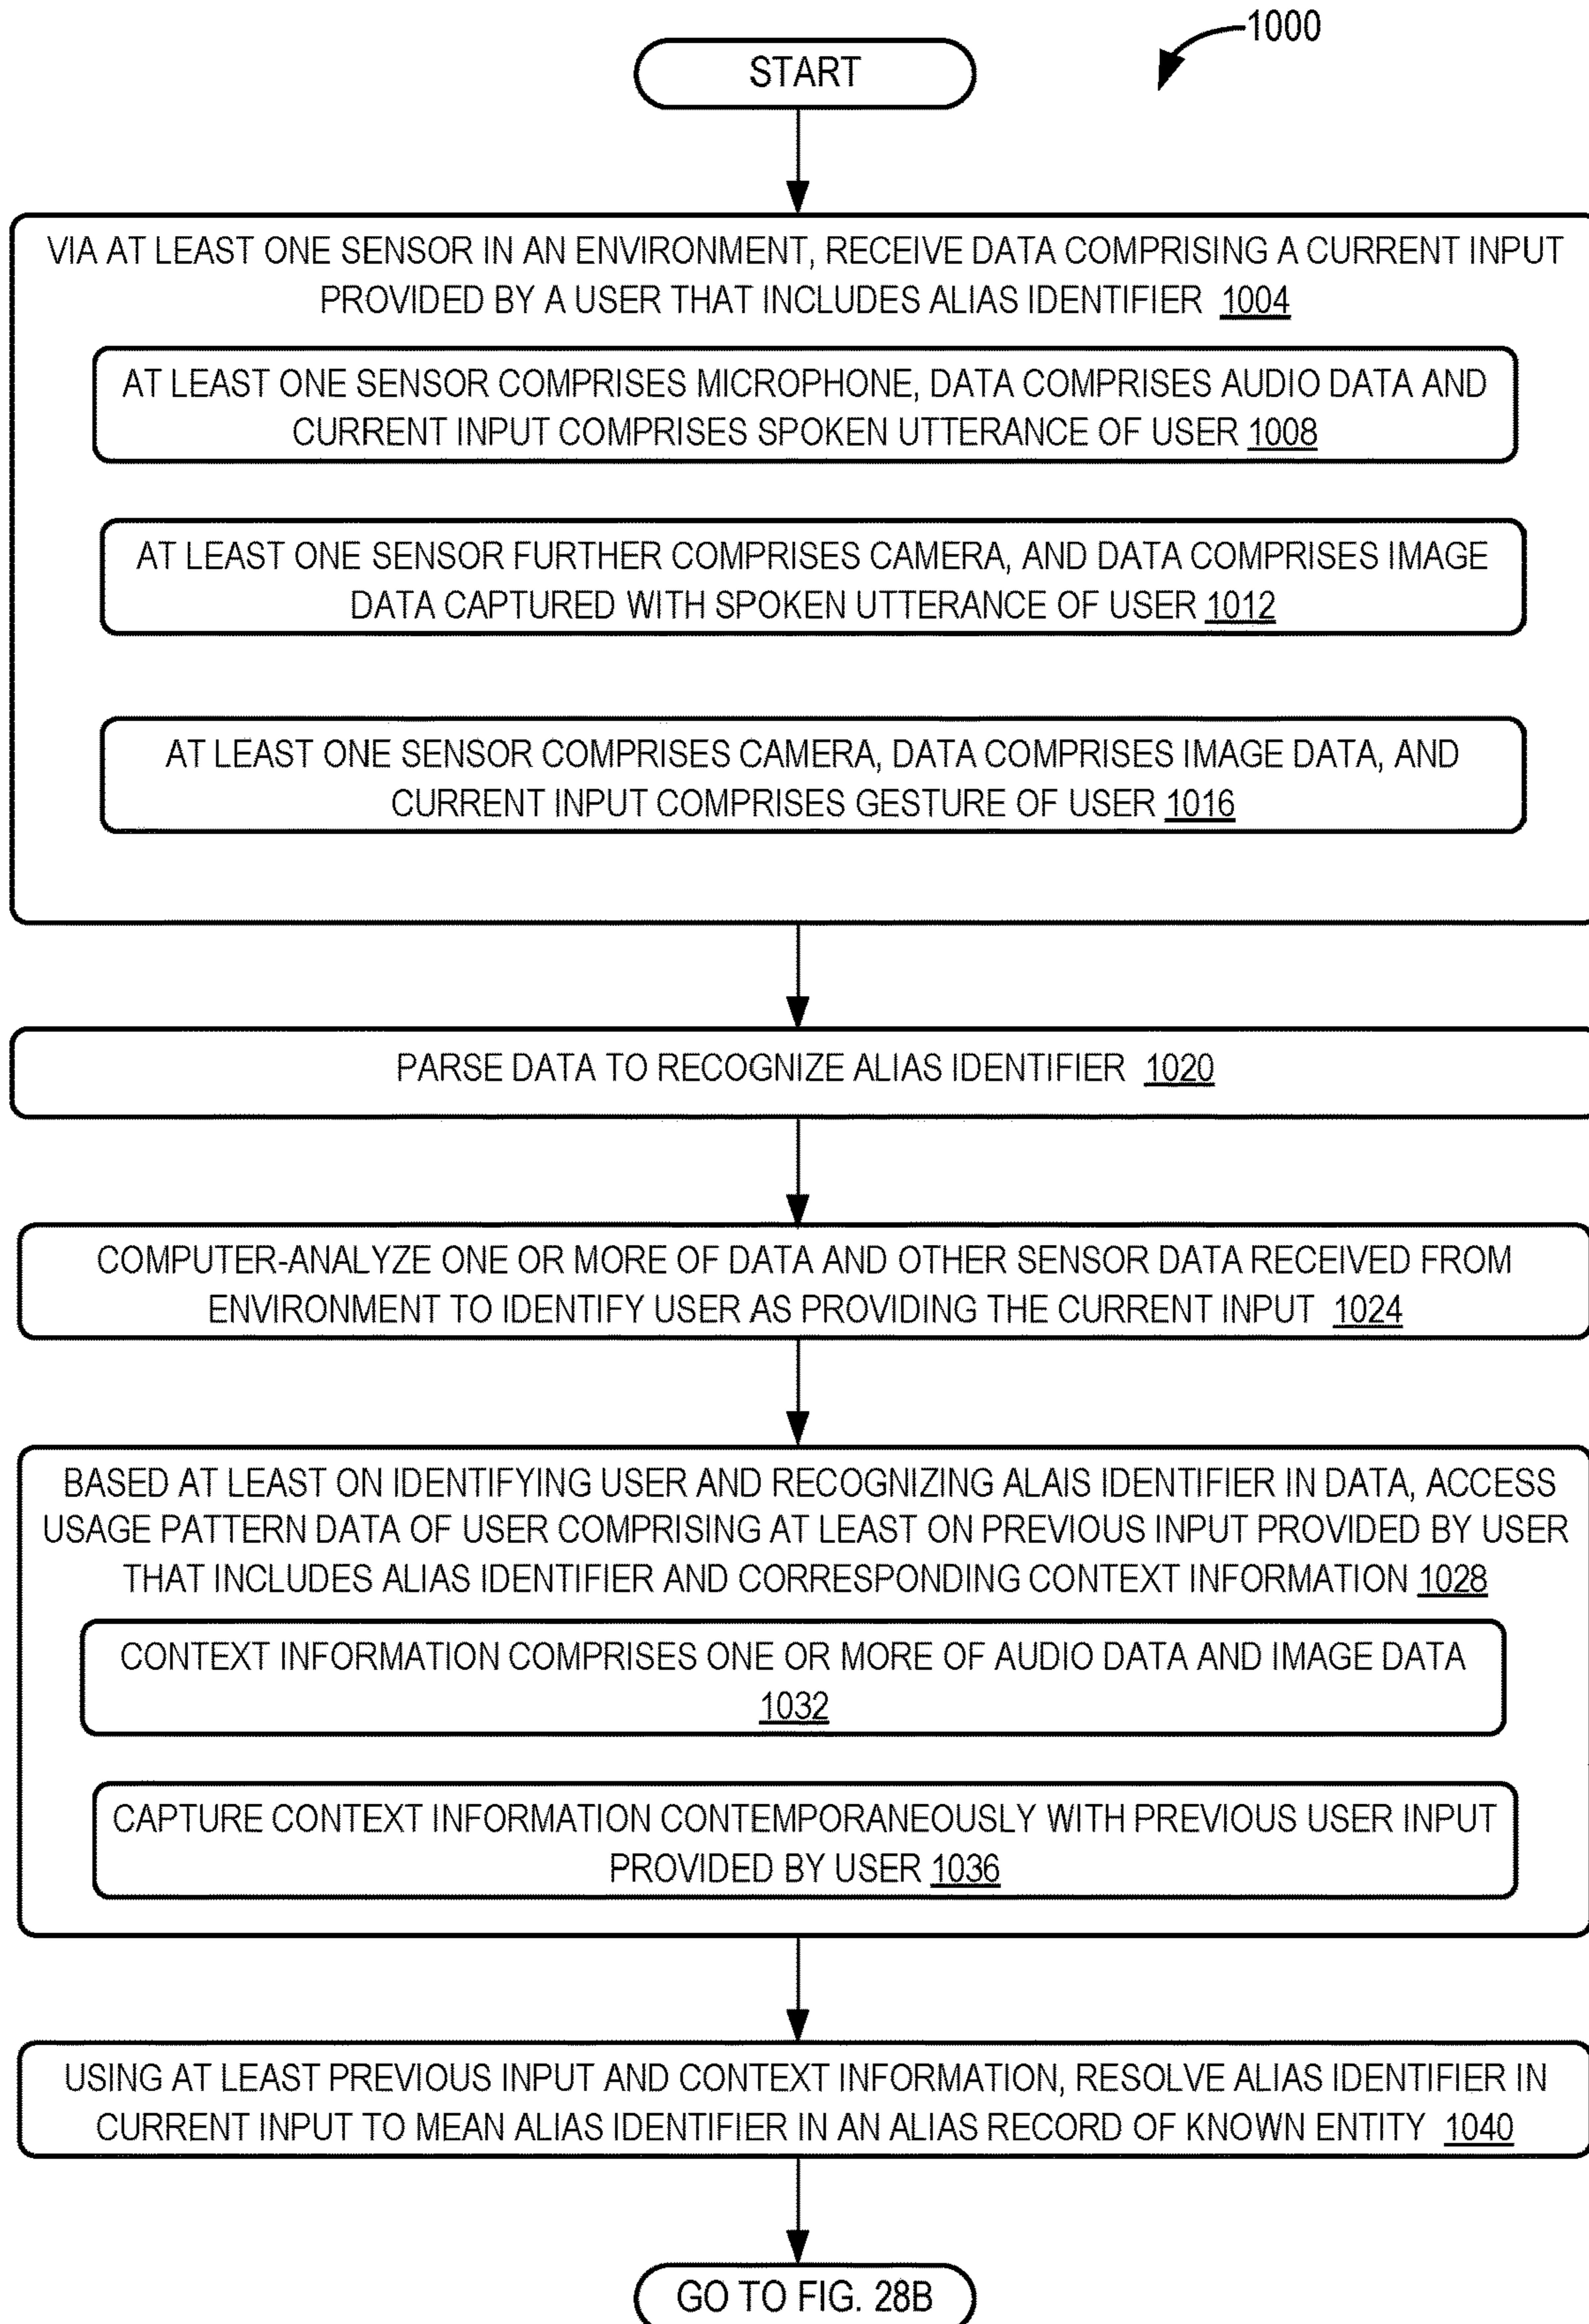 1000
START
VIA AT LEAST ONE SENSOR IN AN ENVIRONMENT, RECEIVE DATA COMPRISING A CURRENT INPUT
PROVIDED BY A USER THAT INCLUDES ALIAS IDENTIFIER 1004
AT LEAST ONE SENSOR COMPRISES MICROPHONE, DATA COMPRISES AUDIO DATA AND
CURRENT INPUT COMPRISES SPOKEN UTTERANCE OF USER 1008
AT LEAST ONE SENSOR FURTHER COMPRISES CAMERA, AND DATA COMPRISES IMAGE
DATA CAPTURED WITH SPOKEN UTTERANCE OF USER 1012
AT LEAST ONE SENSOR COMPRISES CAMERA, DATA COMPRISES IMAGE DATA, AND
CURRENT INPUT COMPRISES GESTURE OF USER 1016
PARSE DATA TO RECOGNIZE ALIAS IDENTIFIER 1020
COMPUTER-ANALYZE ONE OR MORE OF DATA AND OTHER SENSOR DATA RECEIVED FROM
ENVIRONMENT TO IDENTIFY USER AS PROVIDING THE CURRENT INPUT 1024
BASED AT LEAST ON IDENTIFYING USER AND RECOGNIZING ALAIS IDENTIFIER IN DATA, ACCESS
USAGE PATTERN DATA OF USER COMPRISING AT LEAST ON PREVIOUS INPUT PROVIDED BY USER
THAT INCLUDES ALIAS IDENTIFIER AND CORRESPONDING CONTEXT INFORMATION 1028
CONTEXT INFORMATION COMPRISES ONE OR MORE OF AUDIO DATA AND IMAGE DATA
1032
CAPTURE CONTEXT INFORMATION CONTEMPORANEOUSLY WITH PREVIOUS USER INPUT
PROVIDED BY USER 1036
USING AT LEAST PREVIOUS INPUT AND CONTEXT INFORMATION, RESOLVE ALIAS IDENTIFIER IN
CURRENT INPUT TO MEAN ALIAS IDENTIFIER IN AN ALIAS RECORD OF KNOWN ENTITY 1040
GO TO FIG. 28B